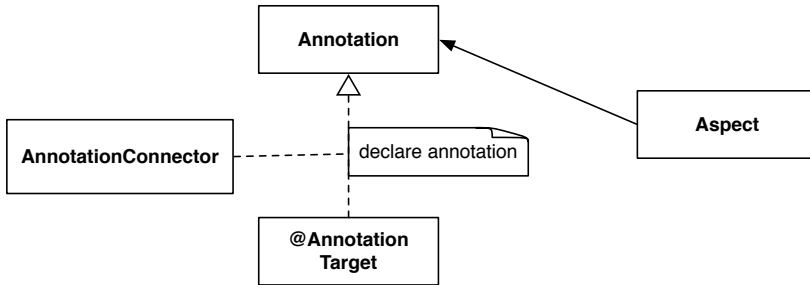 Annotation
Aspect
AnnotationConnector
declare annotation
@Annotation
Target